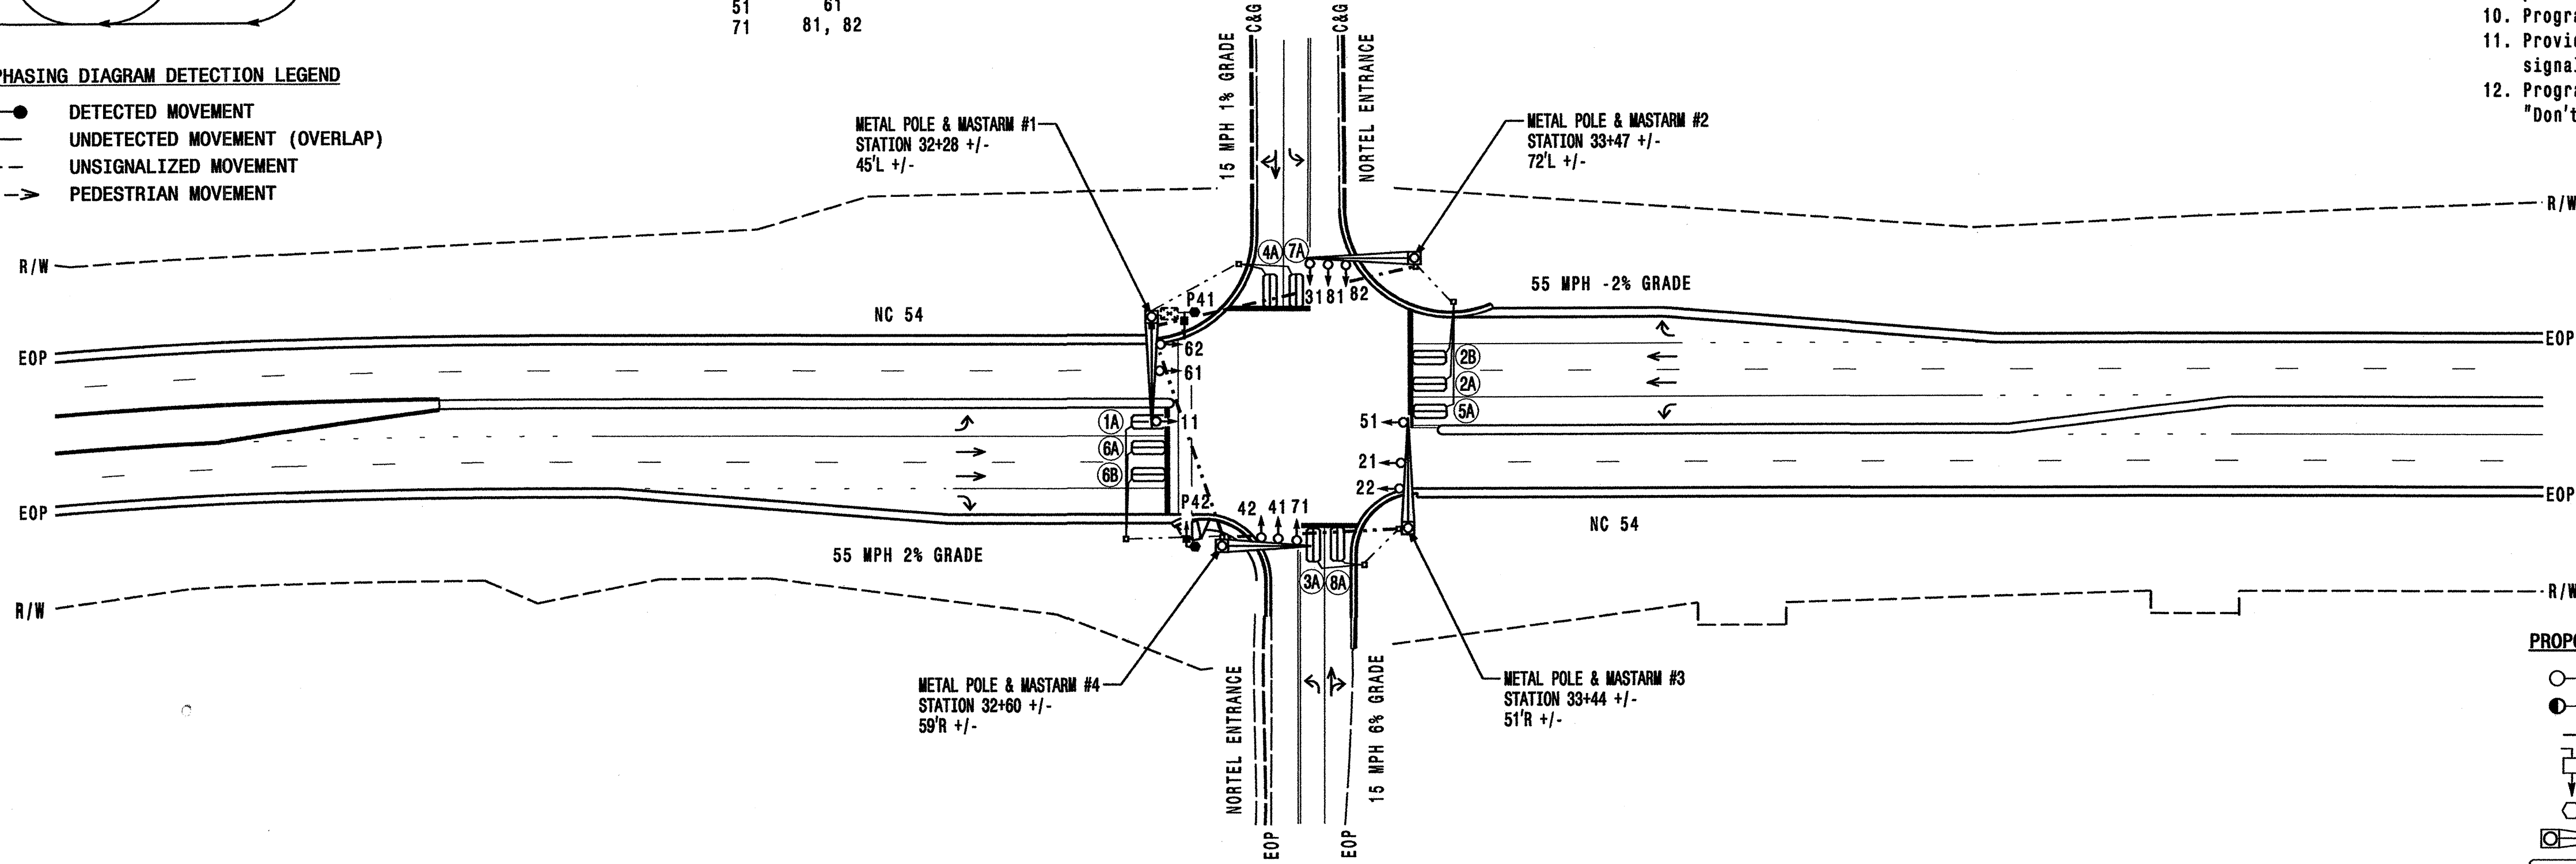 51 61
71 81, 82
PHASING DIAGRAM DETECTION LEGEND
DETECTED MOVEMENT
UNDETECTED MOVEMENT (OVERLAP)
UNSIGNALIZED MOVEMENT
PEDESTRIAN MOVEMENT
10. Progra
11. Provi
signal
12. Progra
"Don't
C&G
C&G
15 MPH 1% GRADE
NORTEL ENTRANCE
METAL POLE & MASTARM #1
STATION 32+28 +/-
45'L +/-
METAL POLE & MASTARM #2
STATION 33+47 +/-
72'L +/-
R/W
R/W
4A
7A
31
81
82
P41
55 MPH -2% GRADE
NC 54
EOP
EOP
62
61
2B
2A
5A
1A
11
6A
6B
51
21
22
P42
42
41
71
EOP
EOP
NC 54
55 MPH 2% GRADE
3A
8A
R/W
R/W
METAL POLE & MASTARM #4
STATION 32+60 +/-
59'R +/-
METAL POLE & MASTARM #3
STATION 33+44 +/-
51'R +/-
NORTEL ENTRANCE
15 MPH 6% GRADE
EOP
EOP
PROPO